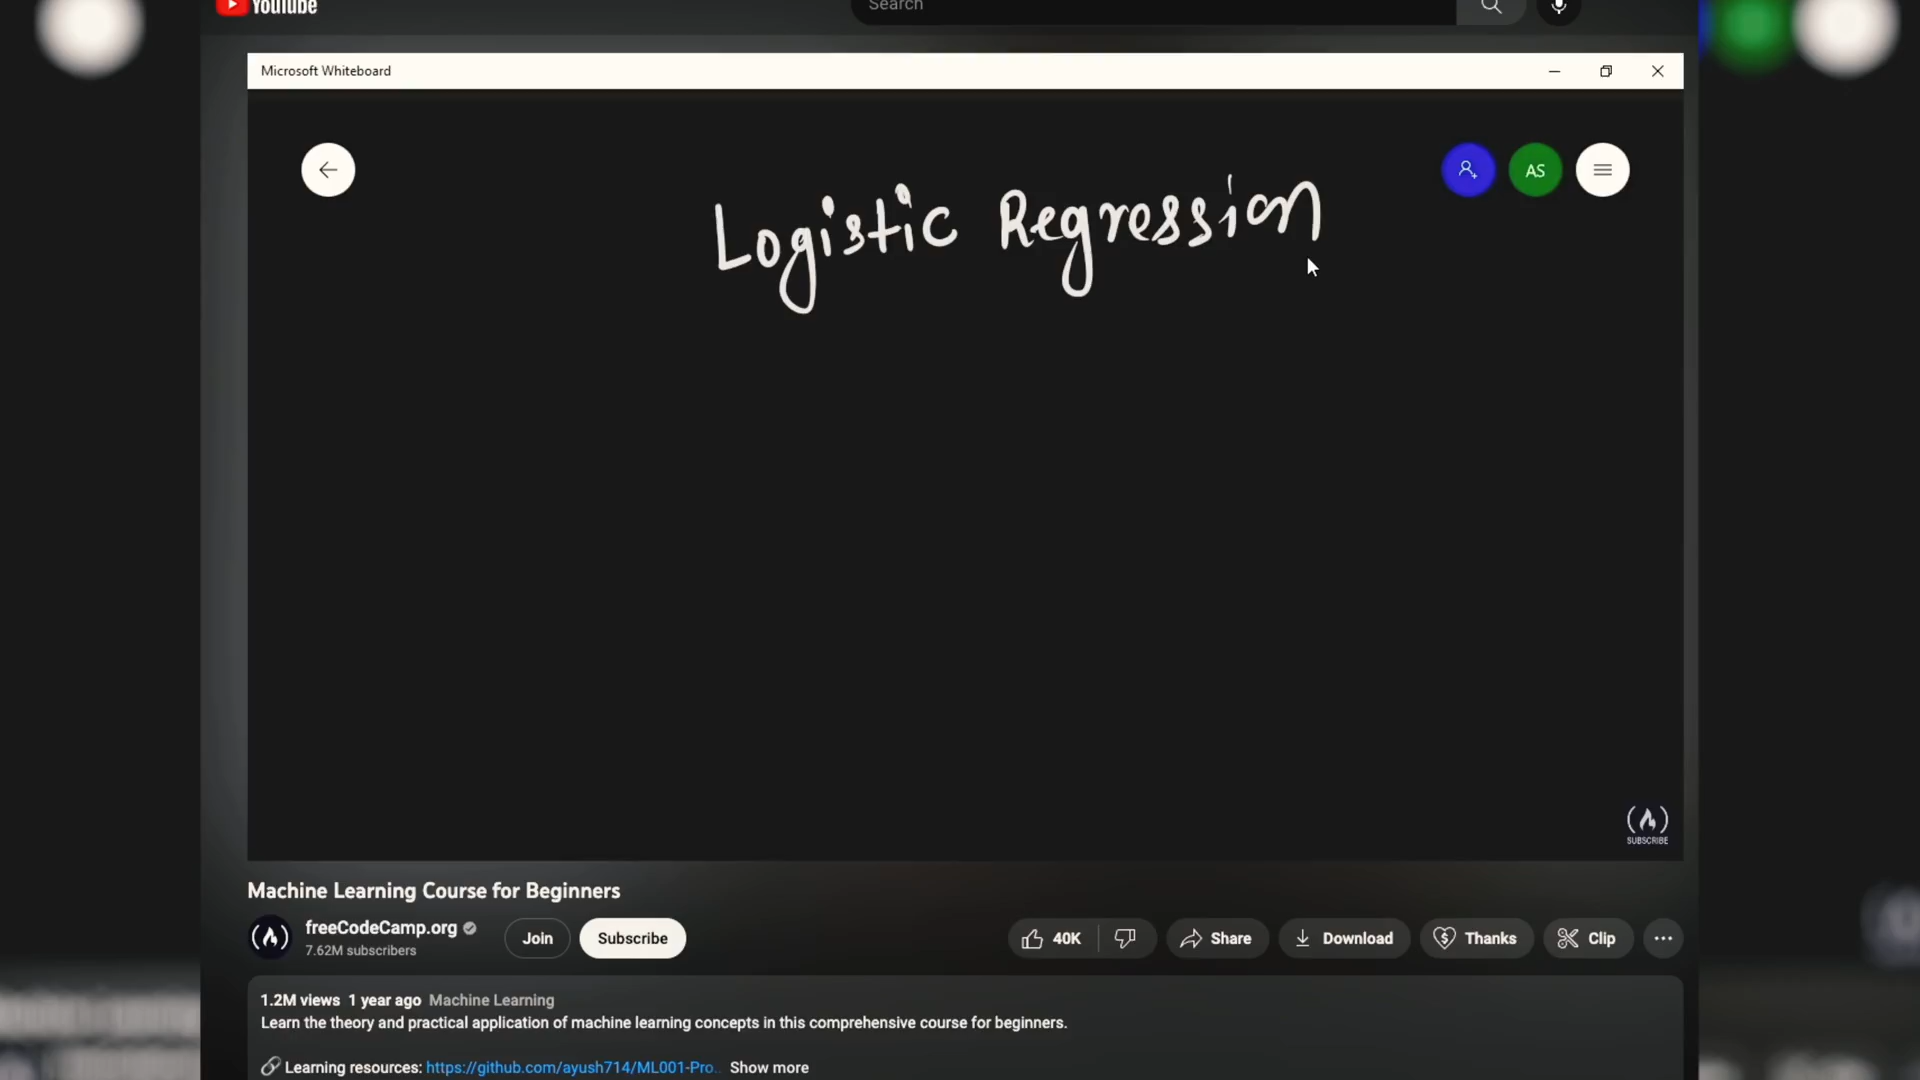 YouTube
Search
Microsoft Whiteboard
AS
Logistic Regression
SUBSCRIBE
Machine Learning Course for Beginners
freeCodeCamp.org
7.62M subscribers
Join
Subscribe
40K
Share
Download
Thanks
Clip
1.2M views 1 year ago Machine Learning
Learn the theory and practical application of machine learning concepts in this comprehensive course for beginners.
Learning resources: https://github.com/ayush714/ML001-Pro... Show more